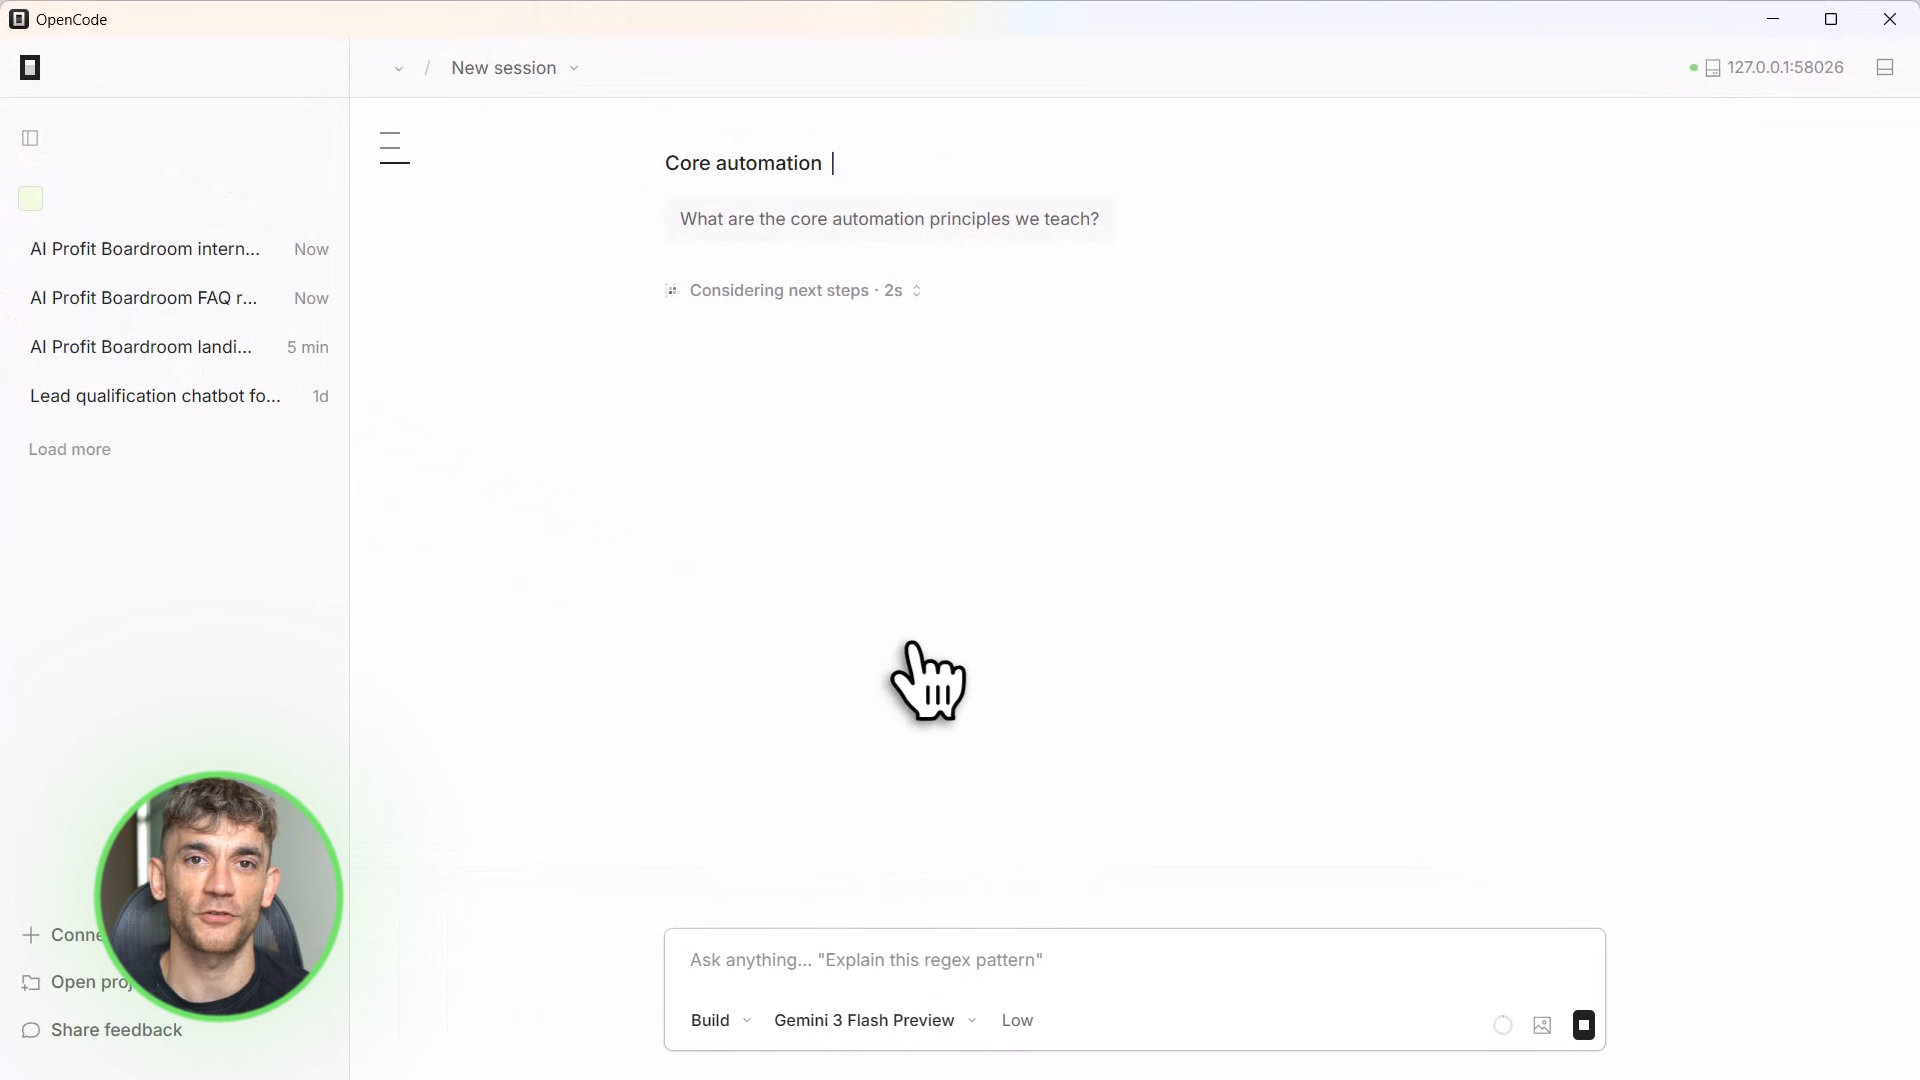 OpenCode
/ New session
127.0.0.1:58026
Core automation
What are the core automation principles we teach?
Considering next steps · 2s
AI Profit Boardroom intern... Now
AI Profit Boardroom FAQ r... Now
AI Profit Boardroom landi... 5 min
Lead qualification chatbot fo... 1d
Load more
Ask anything... "Explain this regex pattern"
Build Gemini 3 Flash Preview Low
Open
Share feedback